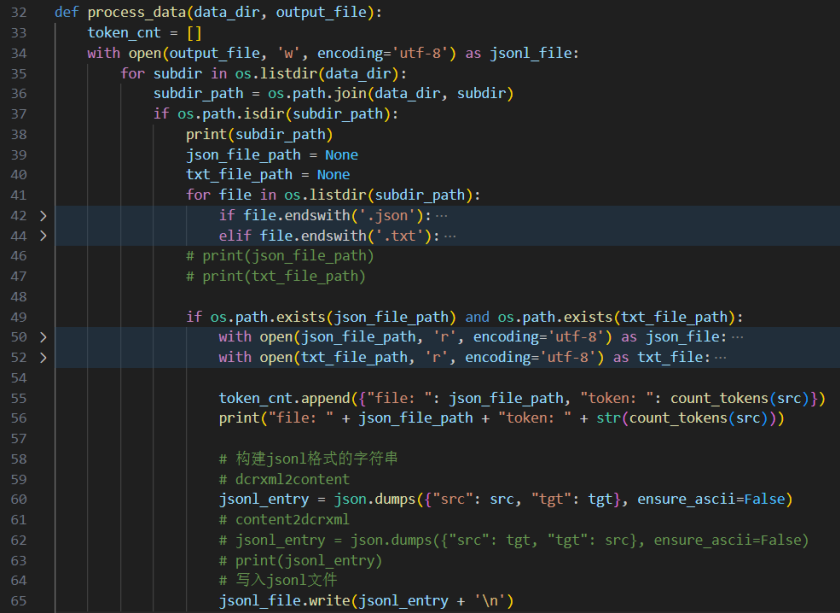 32 def process_data(data_dir, output_file):
33     token_cnt = []
34     with open(output_file, 'w', encoding='utf-8') as jsonl_file:
35         for subdir in os.listdir(data_dir):
36             subdir_path = os.path.join(data_dir, subdir)
37             if os.path.isdir(subdir_path):
38                 print(subdir_path)
39                 json_file_path = None
40                 txt_file_path = None
41                 for file in os.listdir(subdir_path):
42 >                   if file.endswith('.json'):···
44 >                   elif file.endswith('.txt'):···
46                 # print(json_file_path)
47                 # print(txt_file_path)
48
49                 if os.path.exists(json_file_path) and os.path.exists(txt_file_path):
50 >                   with open(json_file_path, 'r', encoding='utf-8') as json_file:···
52 >                   with open(txt_file_path, 'r', encoding='utf-8') as txt_file:···
54
55                     token_cnt.append({"file: ": json_file_path, "token: ": count_tokens(src)})
56                     print("file: " + json_file_path + "token: " + str(count_tokens(src)))
57
58                     # 构建jsonl格式的字符串
59                     # dcrxml2content
60                     jsonl_entry = json.dumps({"src": src, "tgt": tgt}, ensure_ascii=False)
61                     # content2dcrxml
62                     # jsonl_entry = json.dumps({"src": tgt, "tgt": src}, ensure_ascii=False)
63                     # print(jsonl_entry)
64                     # 写入jsonl文件
65                     jsonl_file.write(jsonl_entry + '\n')